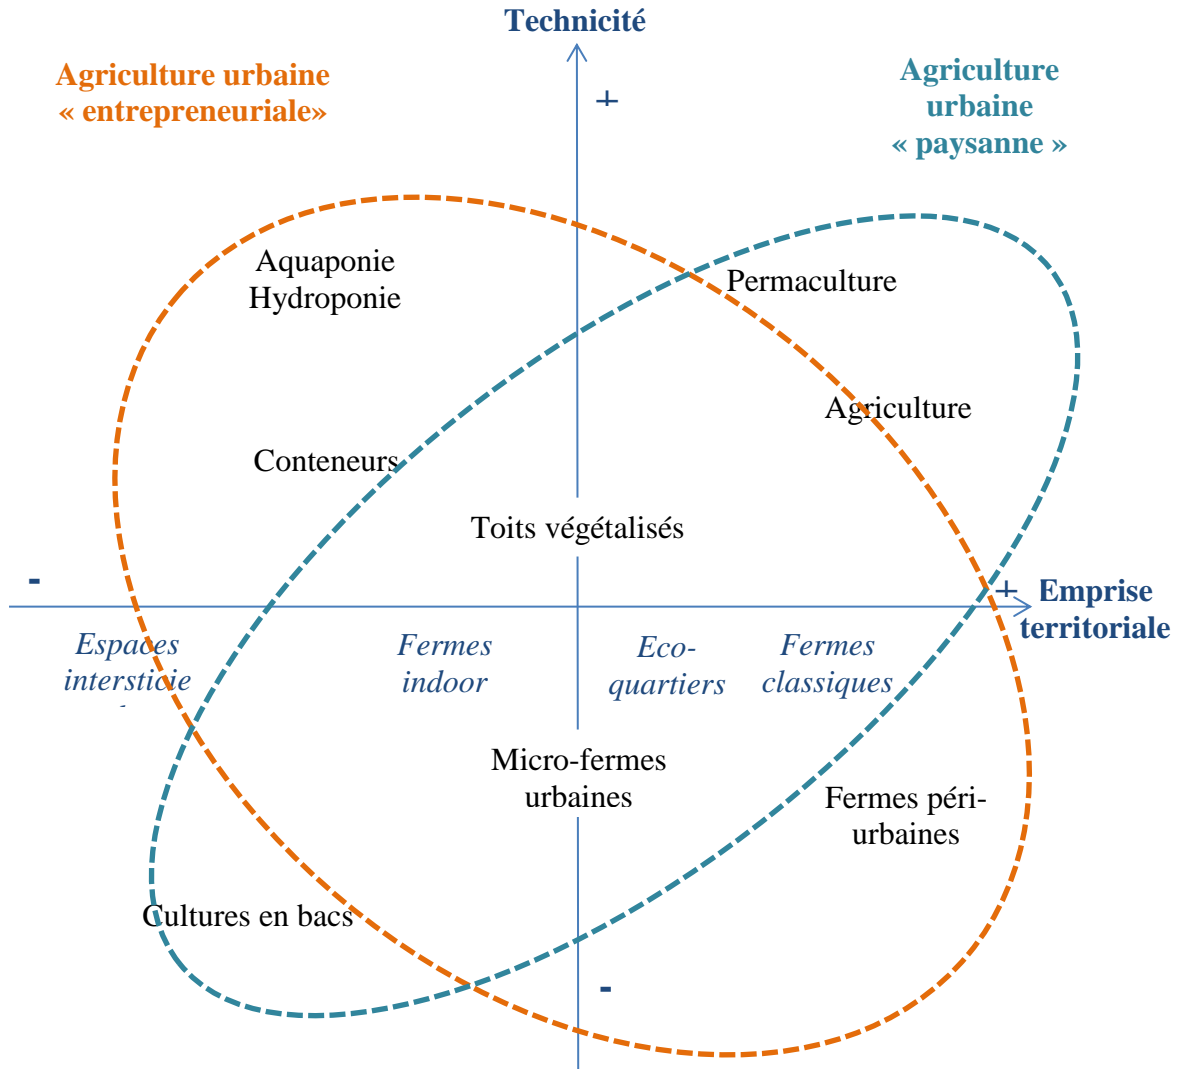 Technicité
Agriculture urbaine
« entrepreneuriale»
Agriculture
urbaine
« paysanne »
+
Aquaponie
Hydroponie
Permaculture
Agriculture
Conteneurs
Toits végétalisés
-
+
Emprise
territoriale
Espaces
intersticie
Fermes
indoor
Eco-
quartiers
Fermes
classiques
Micro-fermes
urbaines
Fermes péri-
urbaines
Cultures en bacs
-